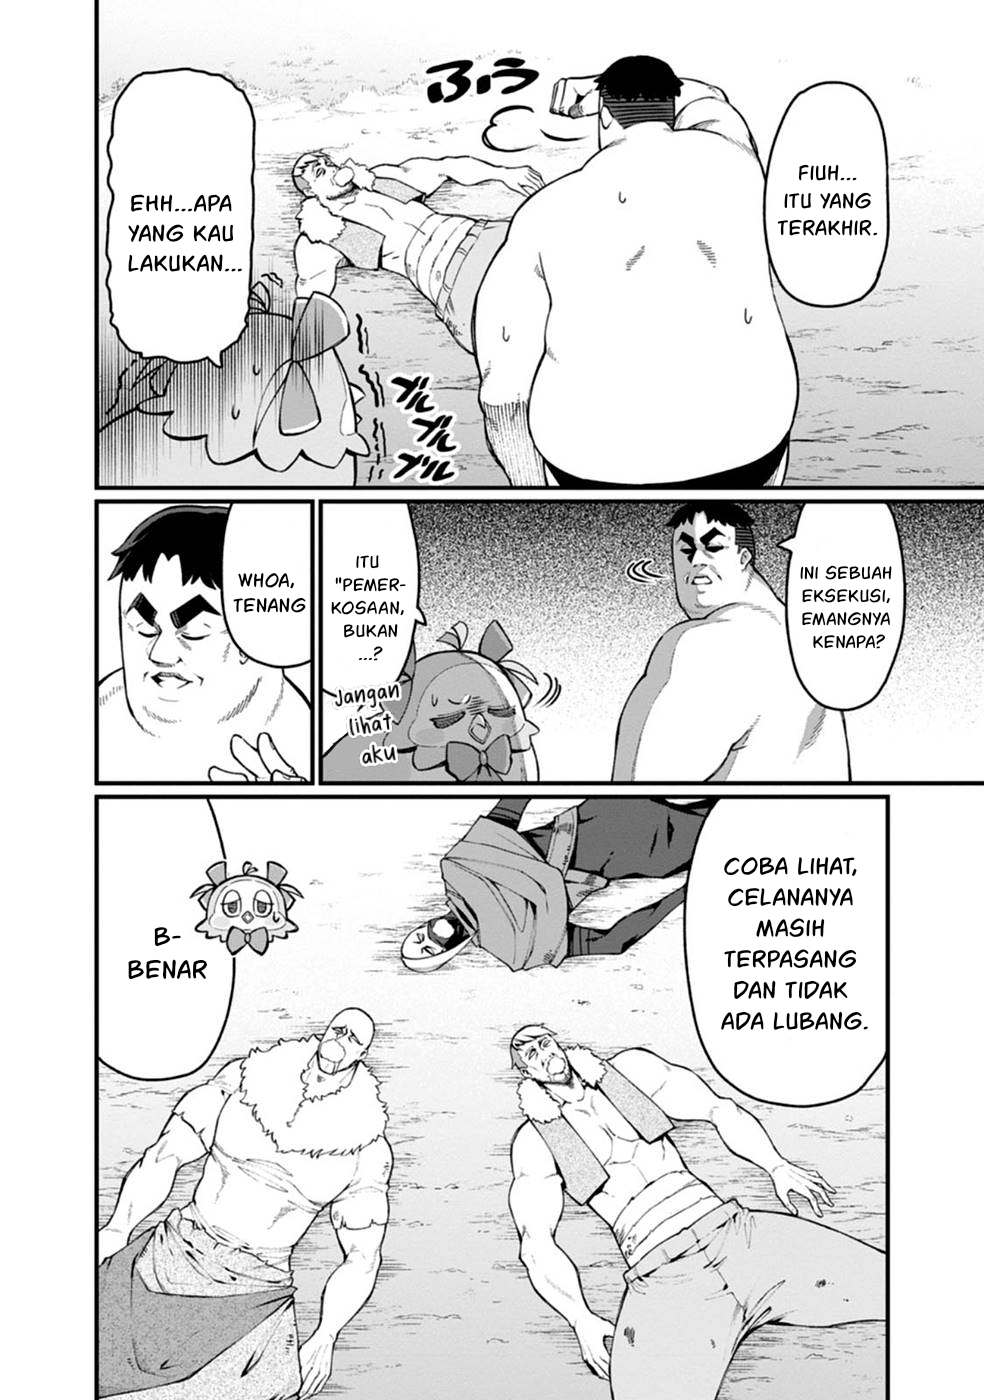 ふぅ
FIUH...
ITU YANG
TERAKHIR.
EHH...APA
YANG KAU
LAKUKAN...
ブル
ブル
ブル
INI SEBUAH
EKSEKUSI,
EMANGNYA
KENAPA?
ITU
"PEMER-
KOSAAN,
BUKAN
...?
Jangan
lihat
aku
WHOA,
TENANG
COBA LIHAT,
CELANANYA
MASIH
TERPASANG
DAN TIDAK
ADA LUBANG.
B-
BENAR